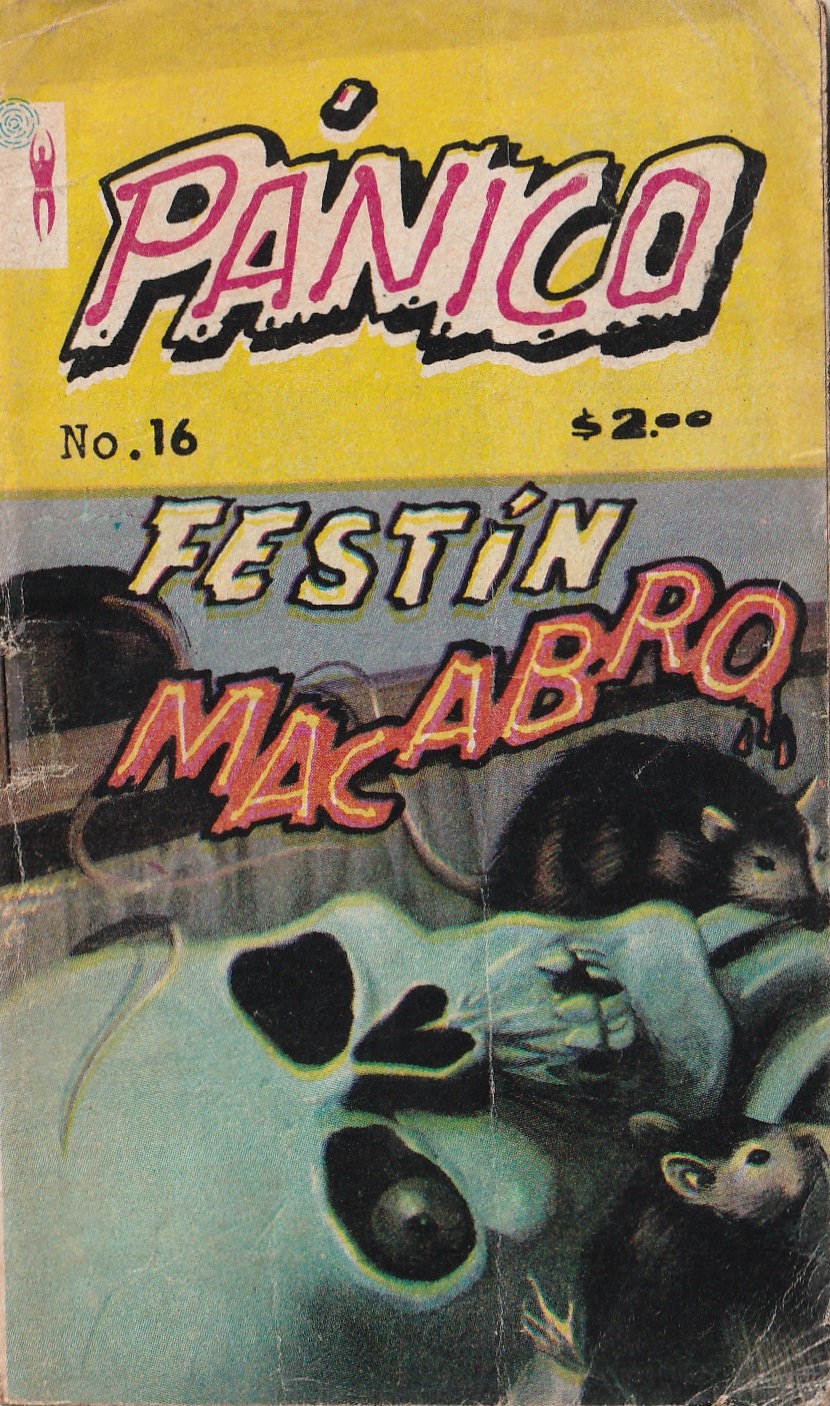 PÁNICO
No.16 $2.00
FESTÍN
MACABRO